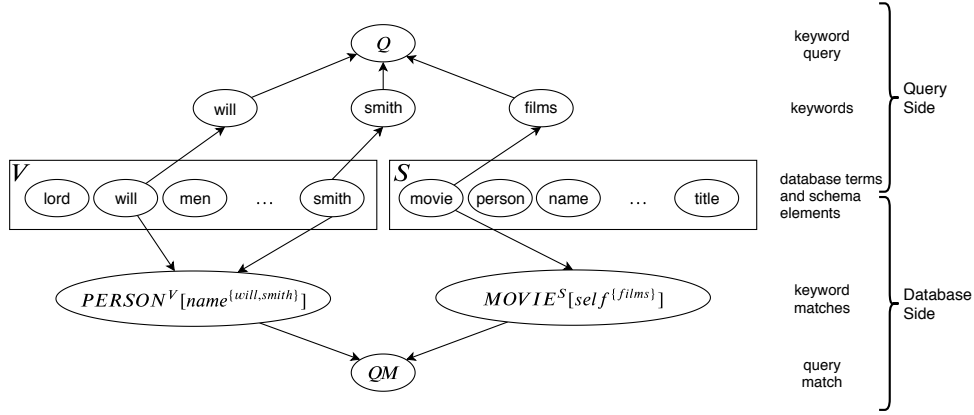 Q
keyword
query
will
smith
films
keywords
Query
Side
V
lord
will
men
...
smith
S
movie
person
name
...
title
database terms
and schema
elements
PERSON^V[name^{will,smith}]
MOVIE^S[self^{films}]
keyword
matches
Database
Side
QM
query
match